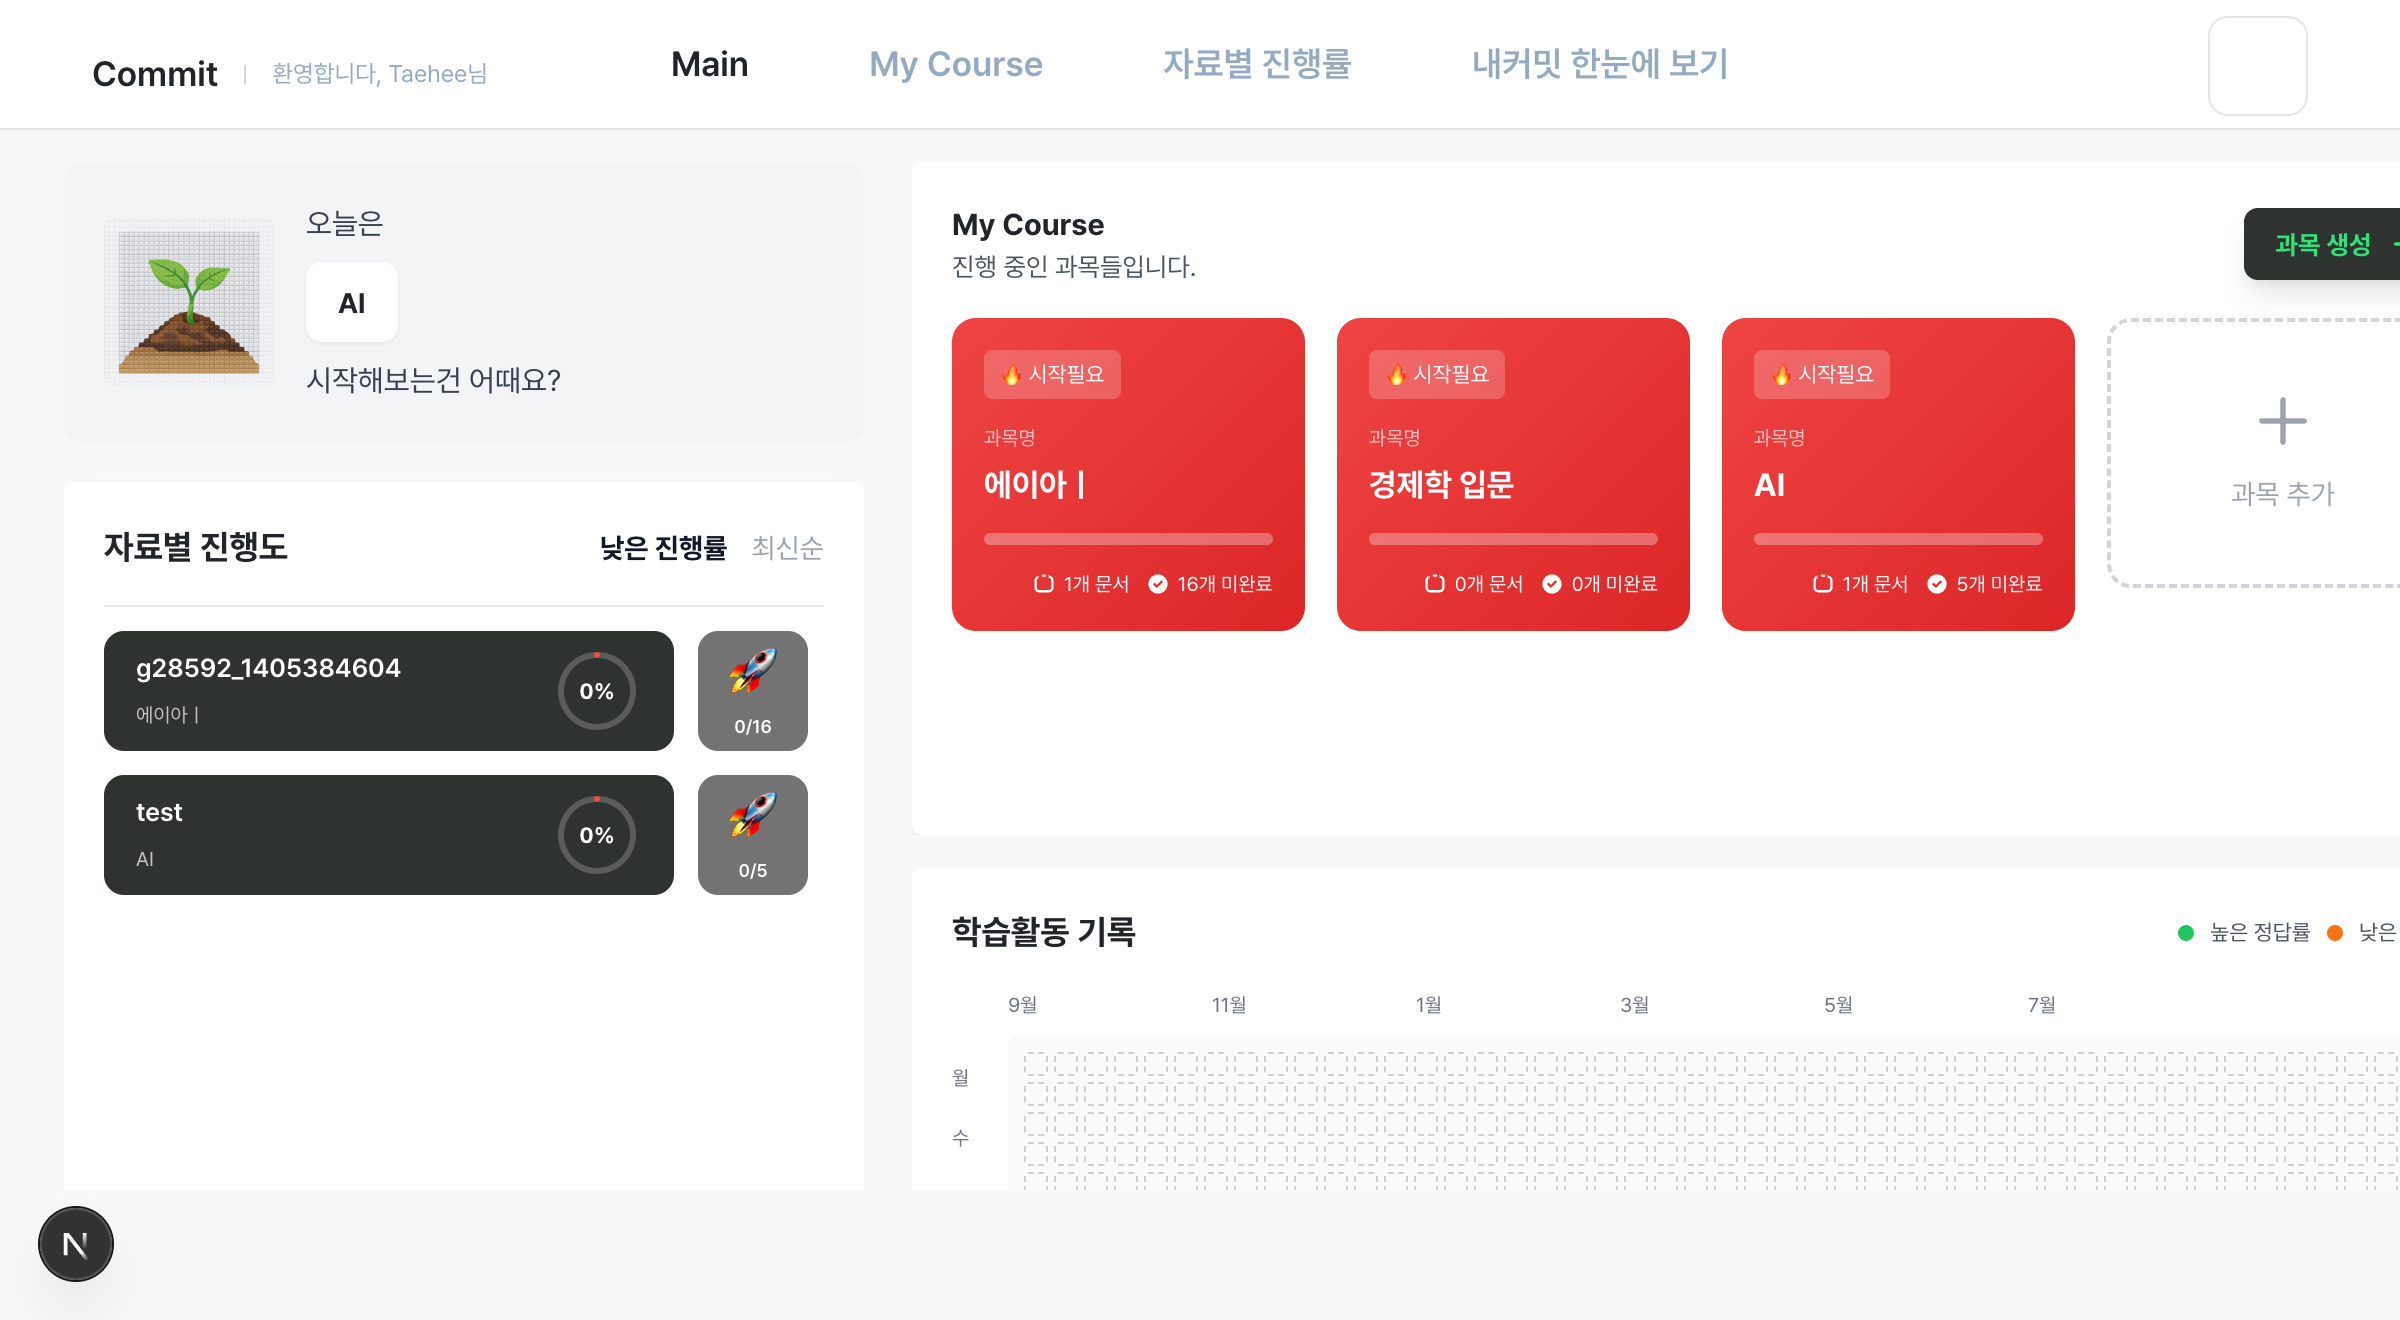 Commit
환영합니다, Taehee님
Main
My Course
자료별 진행률
내커밋 한눈에 보기
오늘은
AI
시작해보는건 어때요?
자료별 진행도
낮은 진행률
최신순
g28592_1405384604
에이아ㅣ
0%
0/16
test
AI
0%
0/5
My Course
진행 중인 과목들입니다.
과목 생성
시작필요
과목명
에이아ㅣ
1개 문서
16개 미완료
시작필요
과목명
경제학 입문
0개 문서
0개 미완료
시작필요
과목명
AI
1개 문서
5개 미완료
과목 추가
학습활동 기록
높은 정답률
낮은
9월
11월
1월
3월
5월
7월
월
수
N